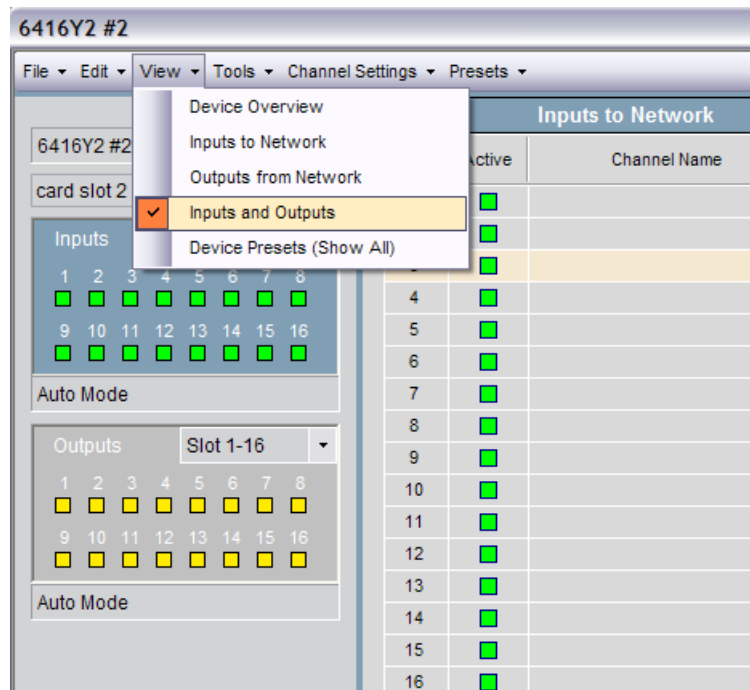 6416Y2 #2
File Edit View Tools Channel Settings Presets
Device Overview
Inputs to Network
Outputs from Network
Inputs and Outputs
Device Presets (Show All)
6416Y2 #2
card slot 2
Inputs
1 2 3 4 5 6 7 8
9 10 11 12 13 14 15 16
Auto Mode
Outputs Slot 1-16
1 2 3 4 5 6 7 8
9 10 11 12 13 14 15 16
Auto Mode
Inputs to Network
Active Channel Name
3
4
5
6
7
8
9
10
11
12
13
14
15
16